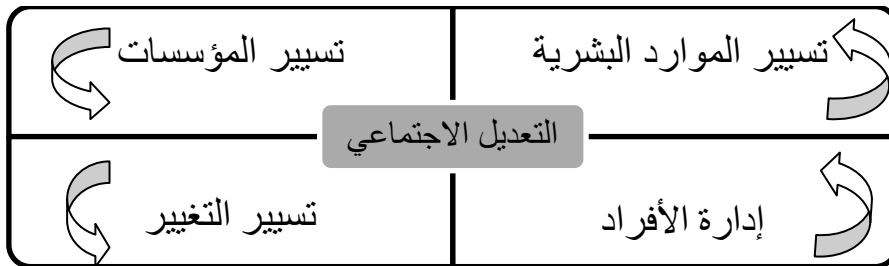 تسيير الموارد البشرية
تسيير المؤسسات
التعديل الاجتماعي
إدارة الأفراد
تسيير التغيير